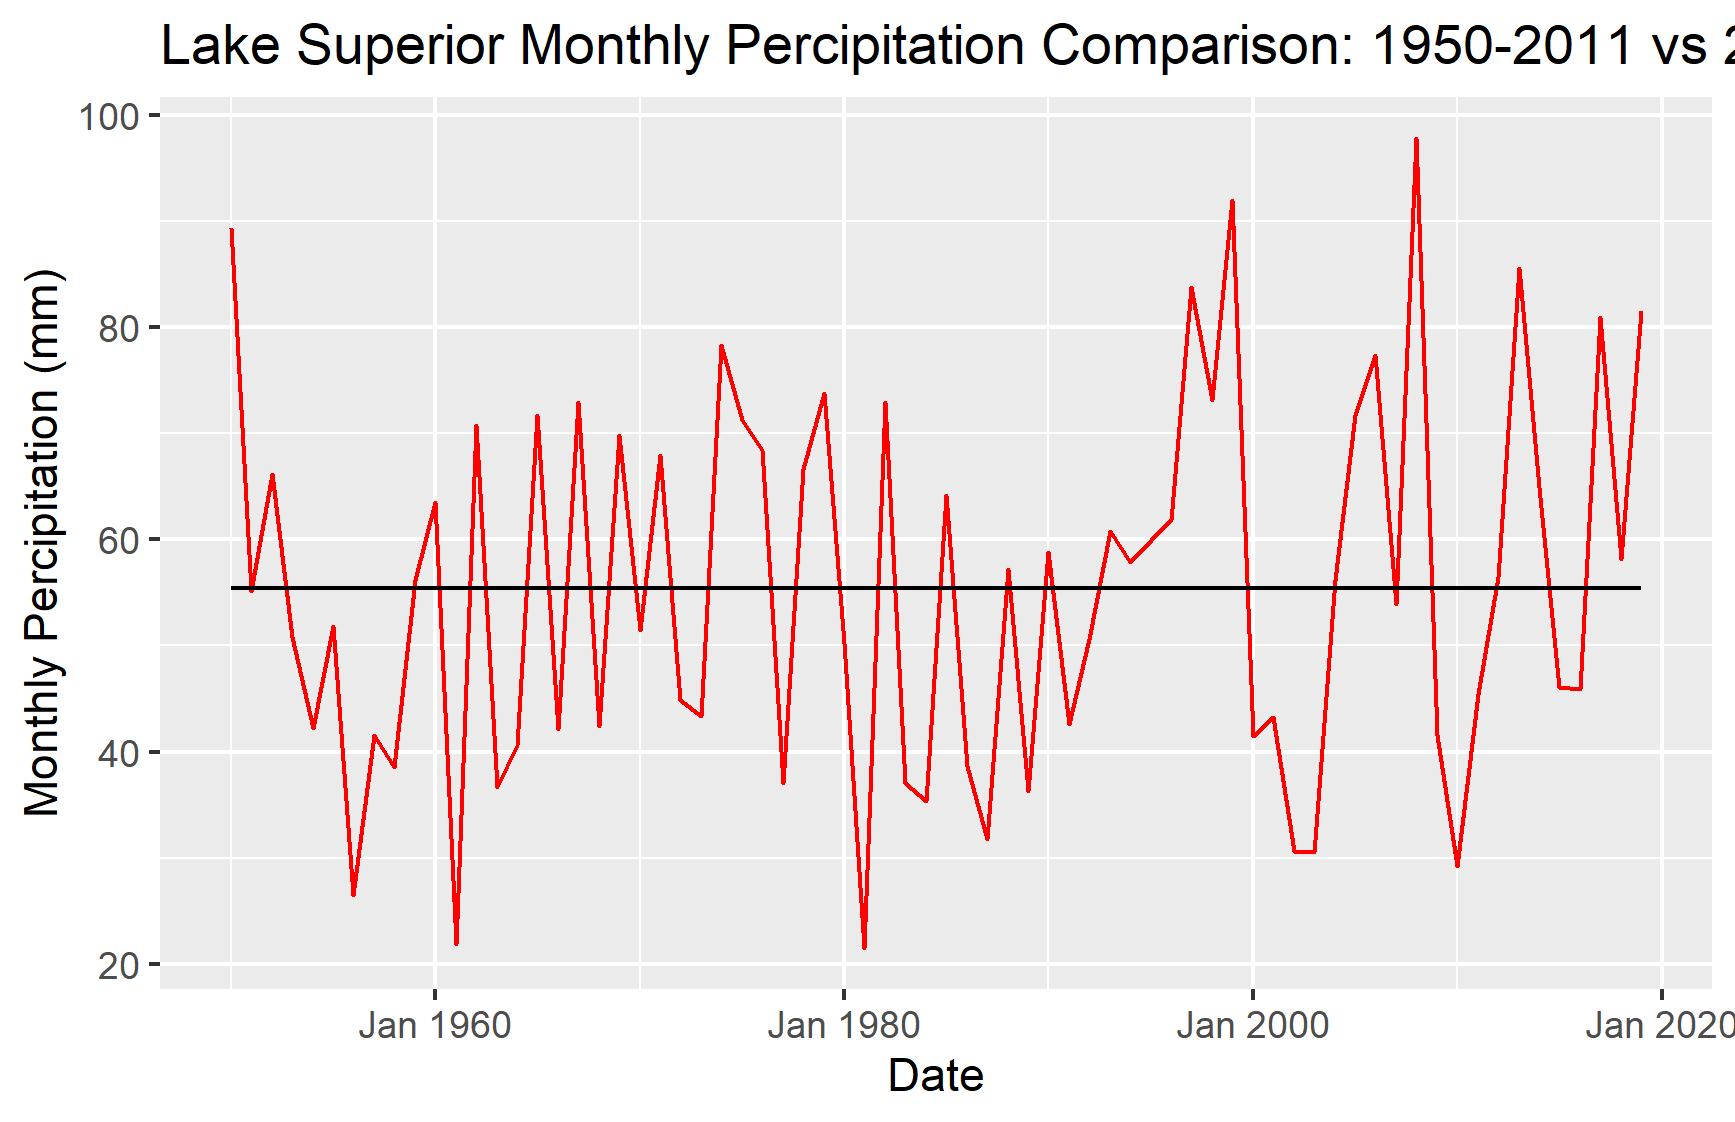 Lake Superior Monthly Percipitation Comparison: 1950-2011 vs 2
Monthly Percipitation (mm)
100
80
60
40
20
Jan 1960
Jan 1980
Jan 2000
Jan 2020
Date